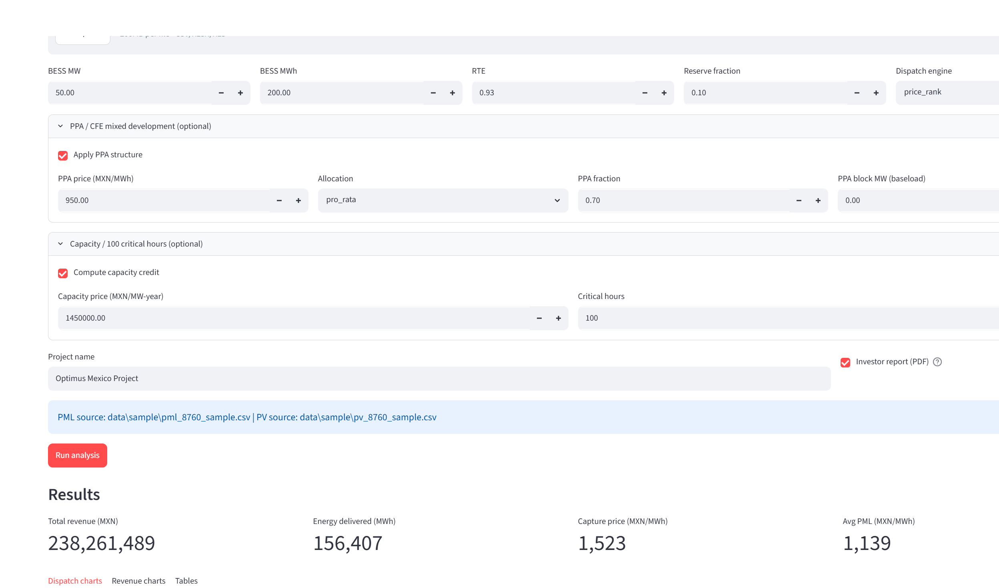 BESS MW
BESS MWh
RTE
Reserve fraction
Dispatch engine
50.00
200.00
0.93
0.10
price_rank
PPA / CFE mixed development (optional)
Apply PPA structure
PPA price (MXN/MWh)
Allocation
PPA fraction
PPA block MW (baseload)
950.00
pro_rata
0.70
0.00
Capacity / 100 critical hours (optional)
Compute capacity credit
Capacity price (MXN/MW-year)
Critical hours
1450000.00
100
Project name
Investor report (PDF)
Optimus Mexico Project
PML source: data\sample\pml_8760_sample.csv | PV source: data\sample\pv_8760_sample.csv
Run analysis
Results
Total revenue (MXN)
Energy delivered (MWh)
Capture price (MXN/MWh)
Avg PML (MXN/MWh)
238,261,489
156,407
1,523
1,139
Dispatch charts
Revenue charts
Tables